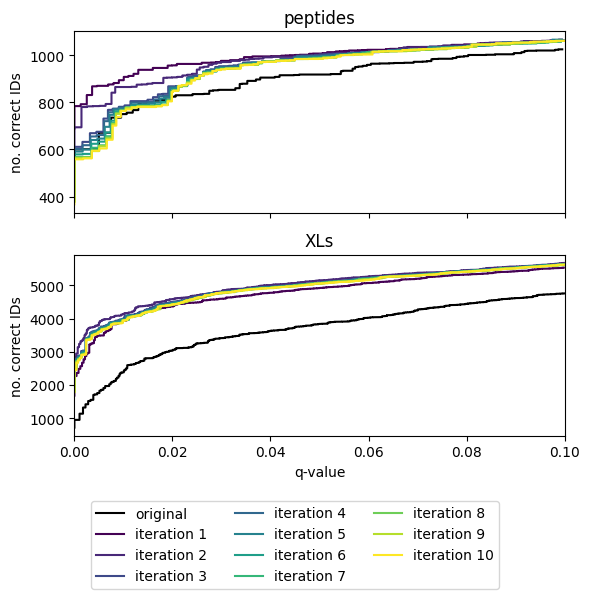 peptides
1000
800
600
400
no. correct IDs
XLs
5000
4000
3000
2000
1000
no. correct IDs
0.00 0.02 0.04 0.06 0.08 0.10
q-value
original iteration 4 iteration 8
iteration 1 iteration 5 iteration 9
iteration 2 iteration 6 iteration 10
iteration 3 iteration 7